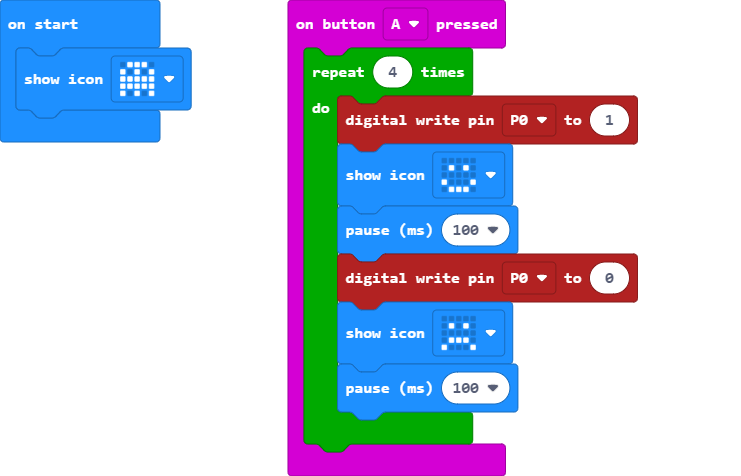 on start
show icon
on button A pressed
repeat 4 times
do
digital write pin P0 to 1
show icon
pause (ms) 100
digital write pin P0 to 0
show icon
pause (ms) 100